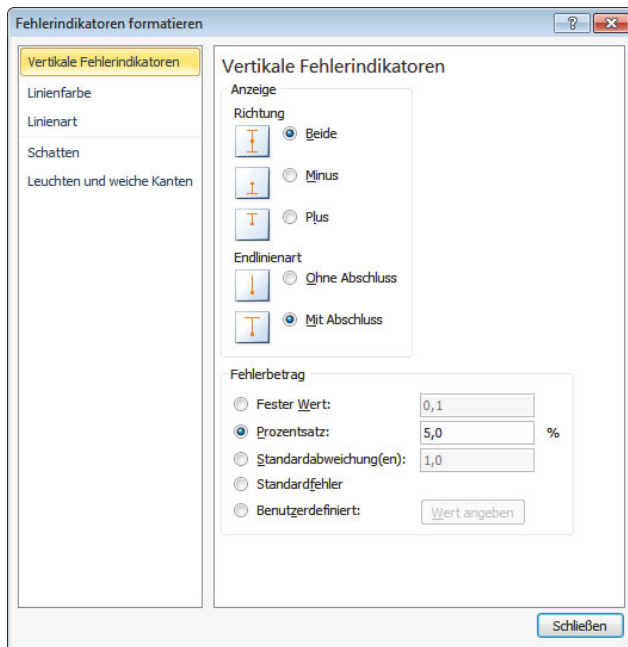 Fehlerindikatoren formatieren
Vertikale Fehlerindikatoren
Linienfarbe
Linienart
Schatten
Leuchten und weiche Kanten
Vertikale Fehlerindikatoren
Anzeige
Richtung
Beide
Minus
Plus
Endlinienart
Ohne Abschluss
Mit Abschluss
Fehlerbetrag
Fester Wert: 0,1
Prozentsatz: 5,0 %
Standardabweichung(en): 1,0
Standardfehler
Benutzerdefiniert: Wert angeben
Schließen